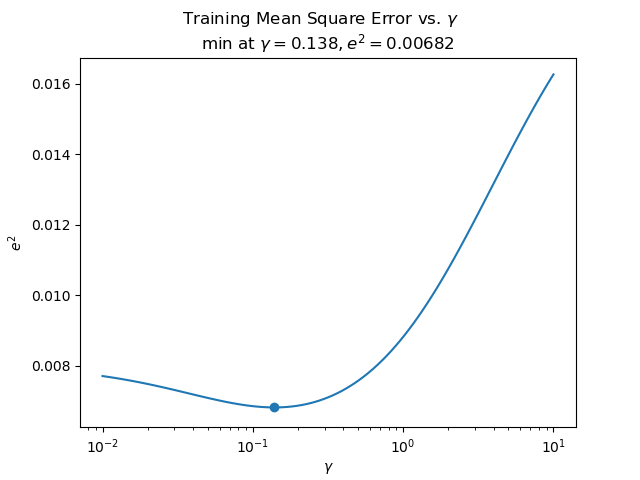 Training Mean Square Error vs. γ
min at γ = 0.138, e² = 0.00682
0.016
0.014
0.012
0.010
0.008
e²
10⁻²
10⁻¹
10⁰
10¹
γ